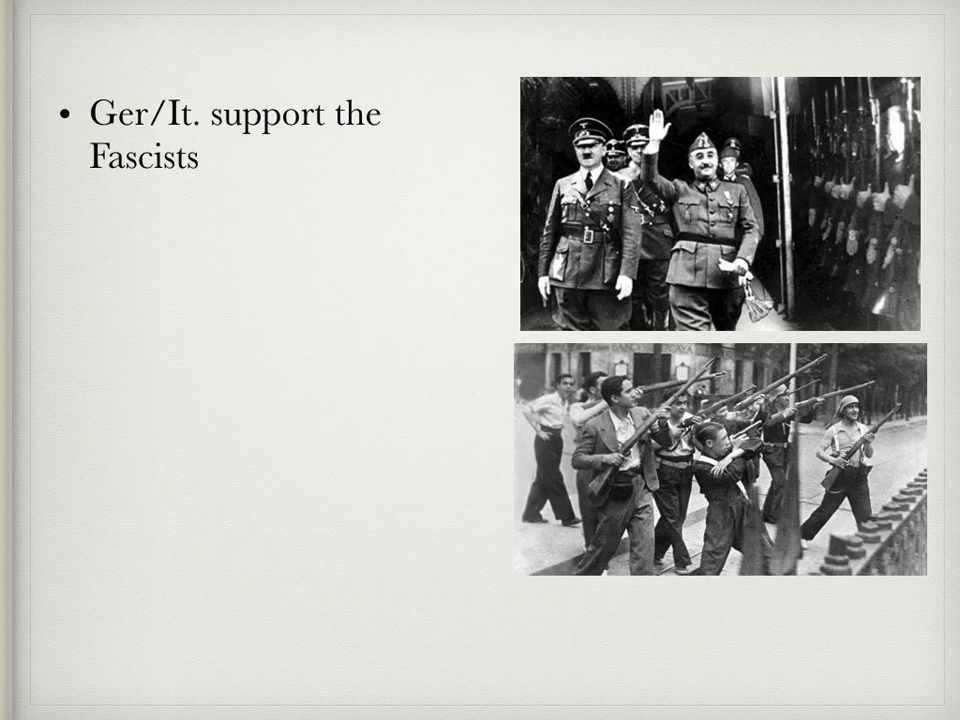 • Ger/It. support the
Fascists